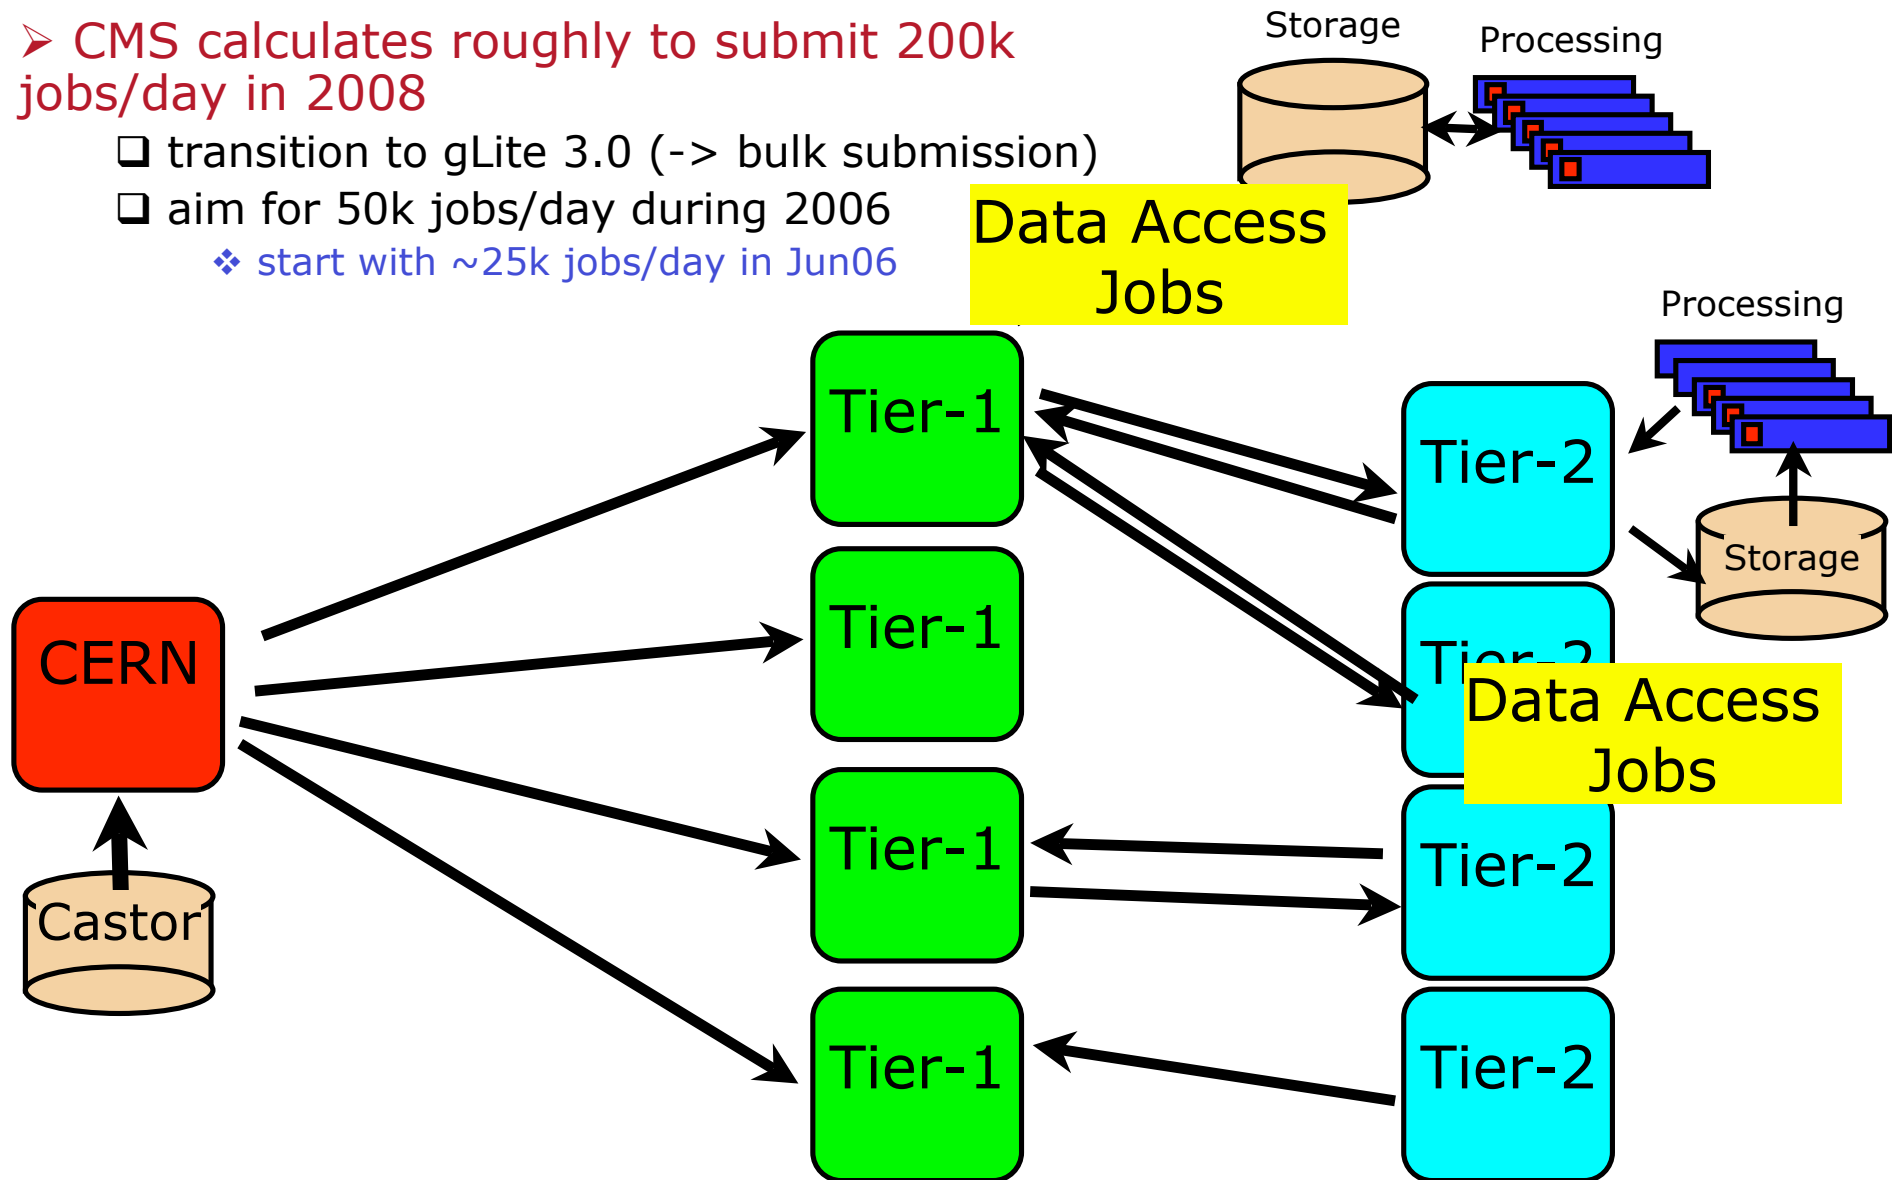 ➢ CMS calculates roughly to submit 200k
jobs/day in 2008
❑ transition to gLite 3.0 (-> bulk submission)
❑ aim for 50k jobs/day during 2006
❖ start with ~25k jobs/day in Jun06
Storage
Processing
Data Access
Jobs
Processing
Tier-1
Tier-2
Storage
Tier-1
Tier-2
CERN
Data Access
Jobs
Tier-1
Tier-2
Castor
Tier-1
Tier-2